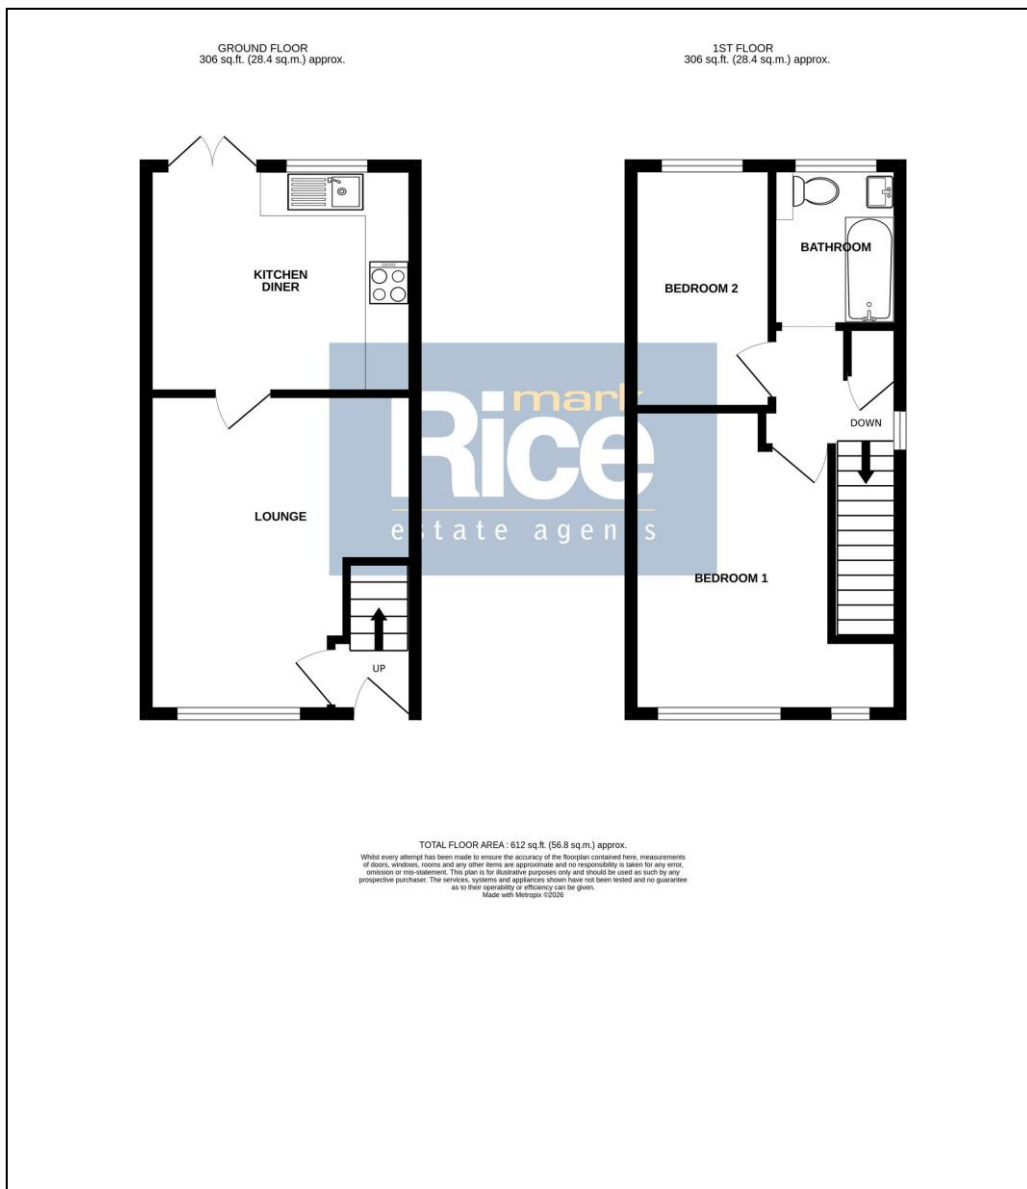 GROUND FLOOR
306 sq.ft. (28.4 sq.m.) approx.
1ST FLOOR
306 sq.ft. (28.4 sq.m.) approx.
KITCHEN
DINER
LOUNGE
UP
BATHROOM
BEDROOM 2
DOWN
BEDROOM 1
mark
Rice
estate agents
TOTAL FLOOR AREA : 612 sq.ft. (56.8 sq.m.) approx.
Whilst every attempt has been made to ensure the accuracy of the floorplan contained here, measurements
of doors, windows, rooms and any other items are approximate and no responsibility is taken for any error,
omission or mis-statement. This plan is for illustrative purposes only and should be used as such by any
prospective purchaser. The services, systems and appliances shown have not been tested and no guarantee
as to their operability or efficiency can be given.
Made with Metropix ©2026